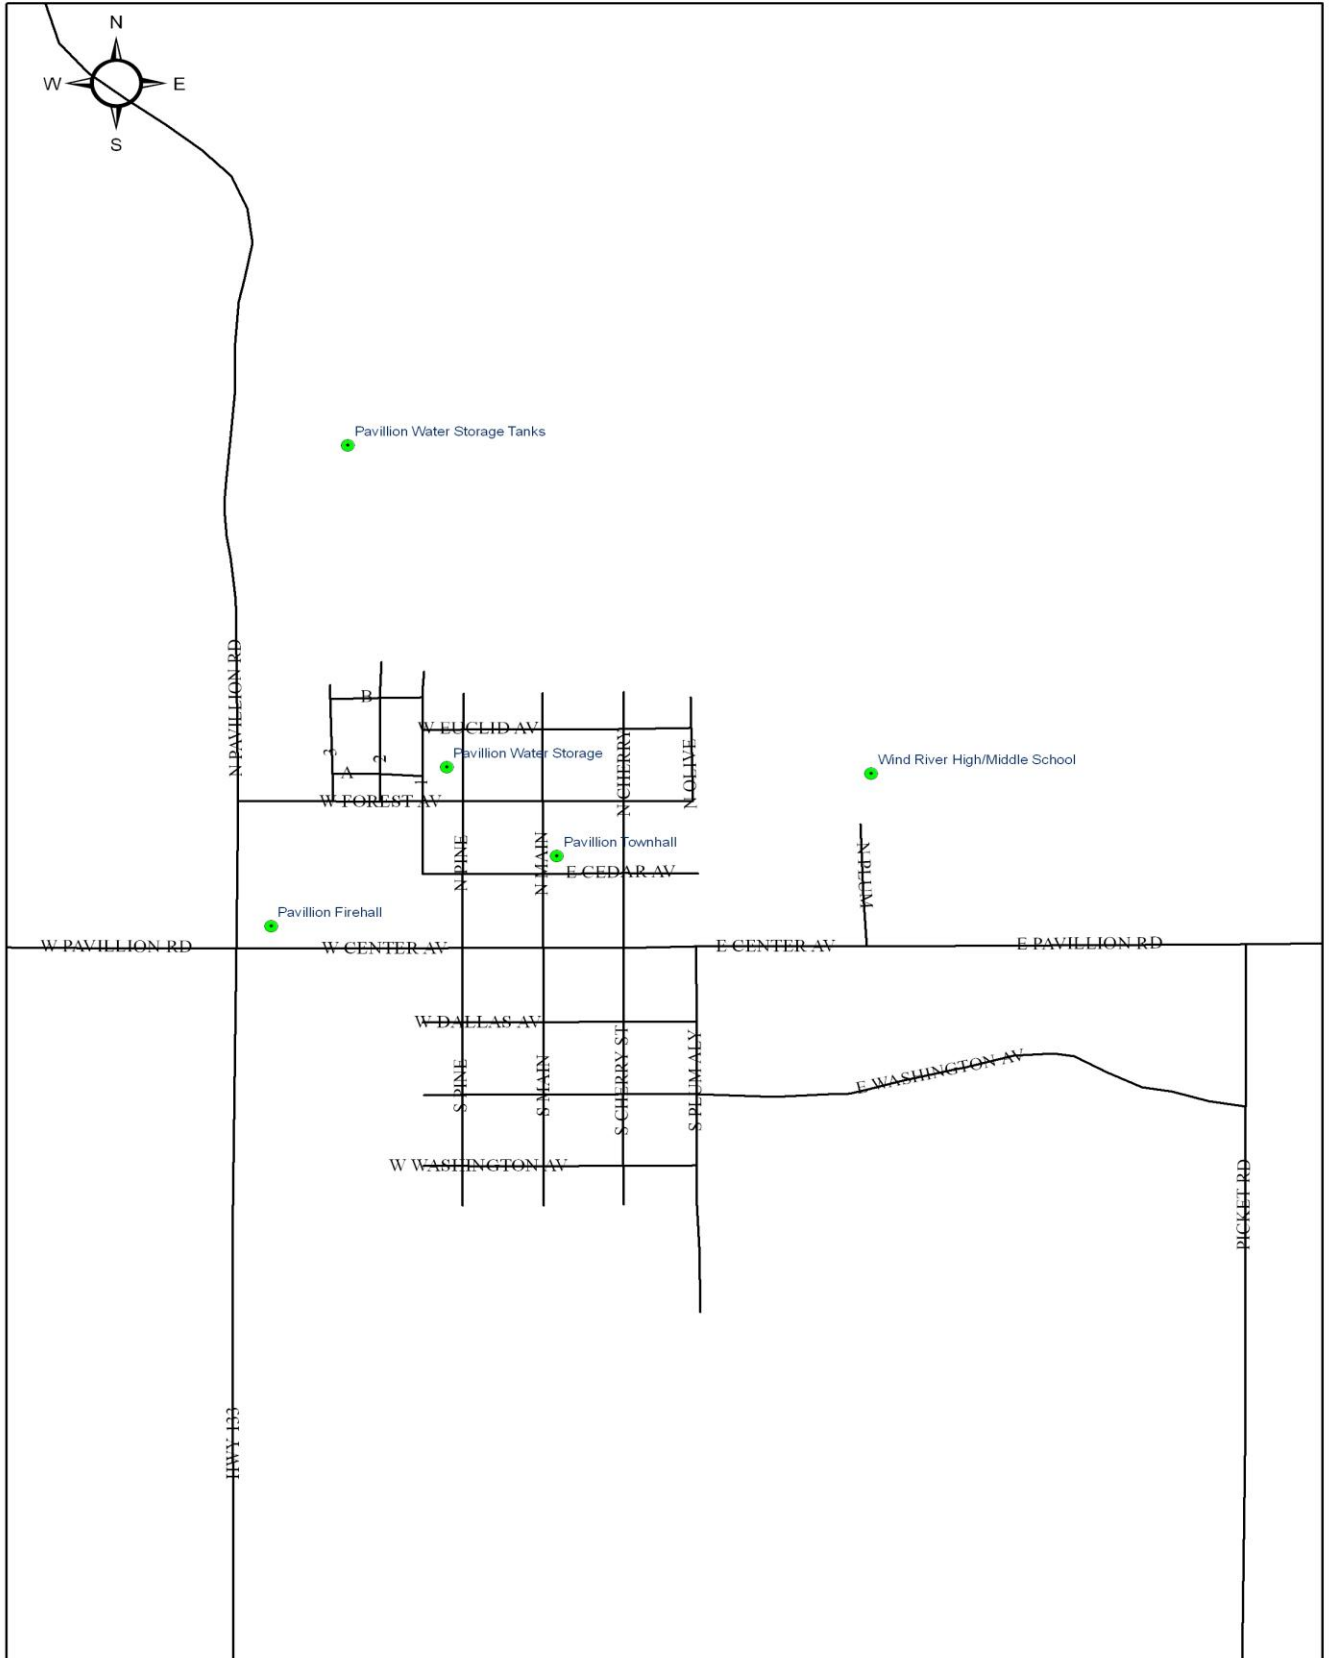 N
W
E
S
Pavillion Water Storage Tanks
N PAVILLION RD
B
W EUCLID AV
3
2
Pavillion Water Storage
N CHERRY
N OLIVE
Wind River High/Middle School
A
1
W FOREST AV
N PINE
N MAIN
Pavillion Townhall
E CEDAR AV
N PLUM
Pavillion Firehall
W PAVILLION RD
W CENTER AV
E CENTER AV
E PAVILLION RD
W DALLAS AV
S PINE
S MAIN
S CHERRY ST
S PLUM ALY
E WASHINGTON AV
W WASHINGTON AV
PICKET RD
HWY 133